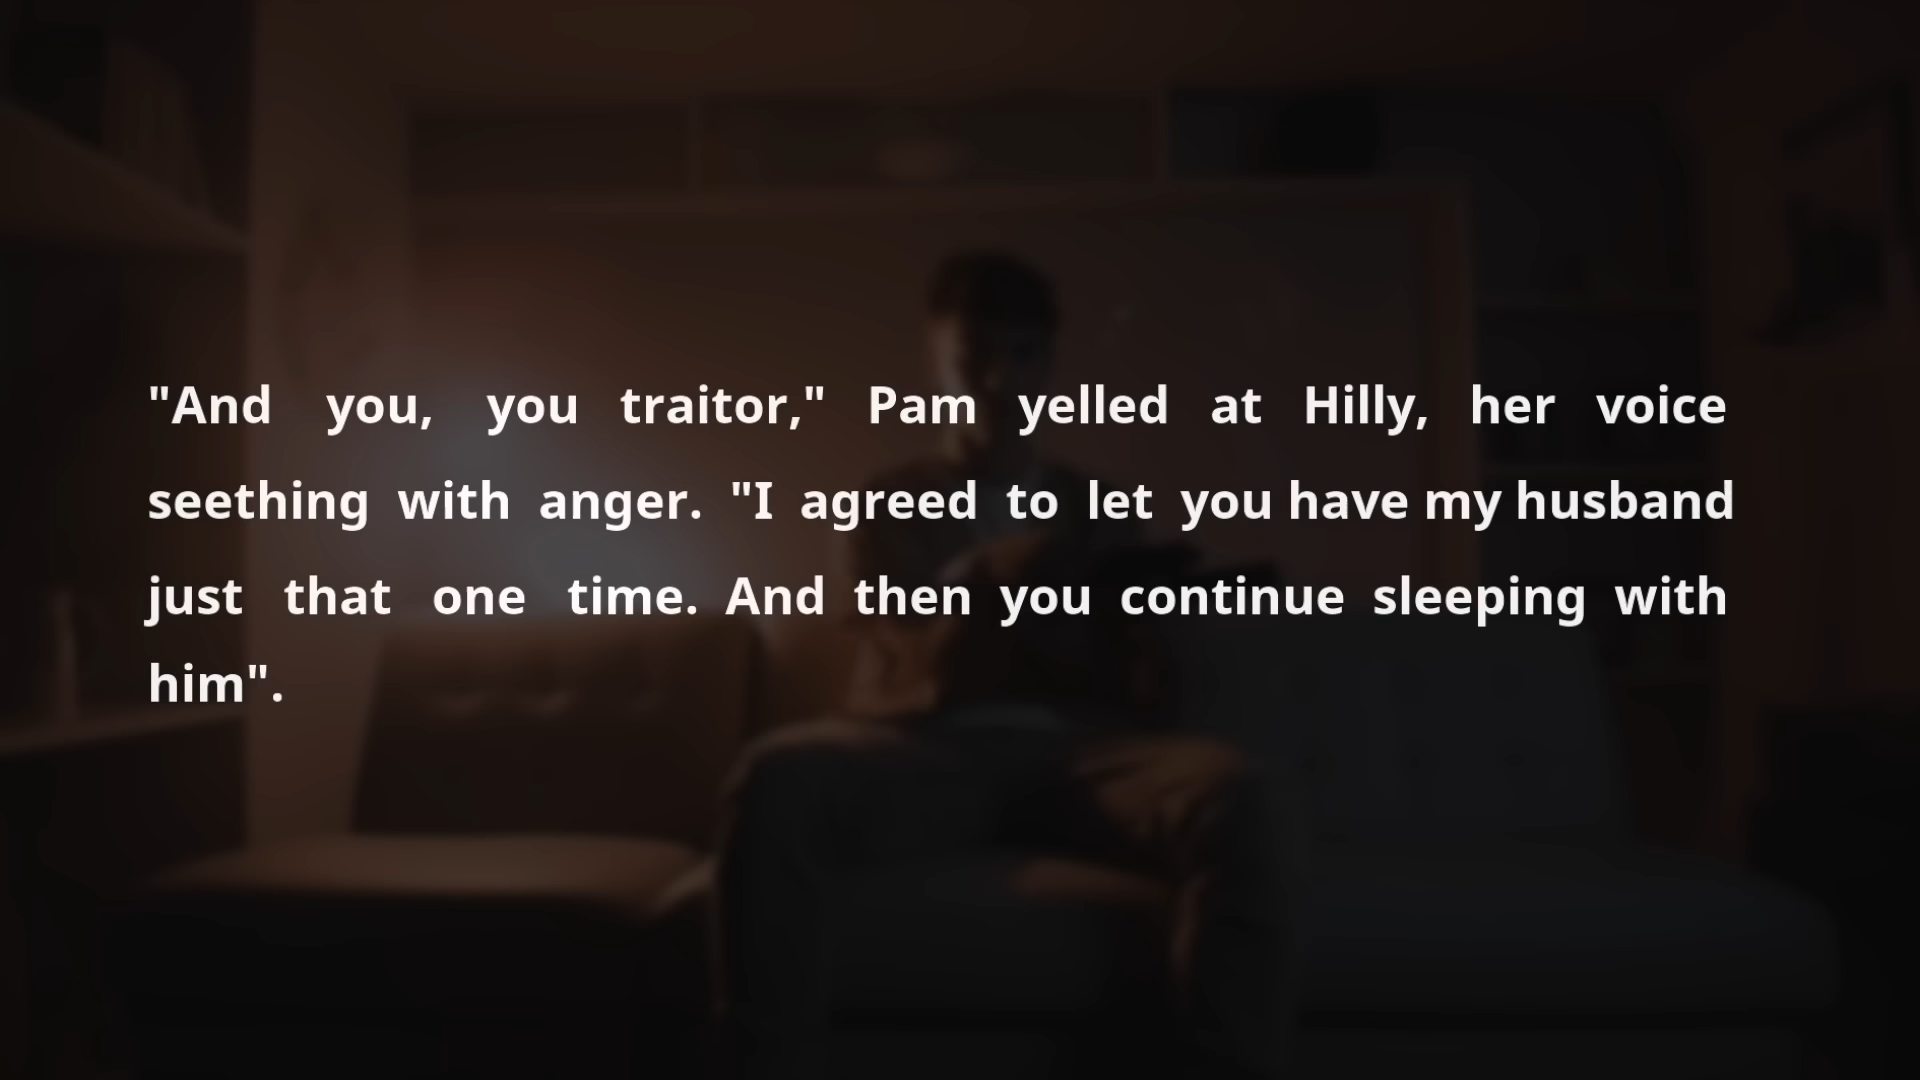 "And you, you traitor," Pam yelled at Hilly, her voice
seething with anger. "I agreed to let you have my husband
just that one time. And then you continue sleeping with
him".